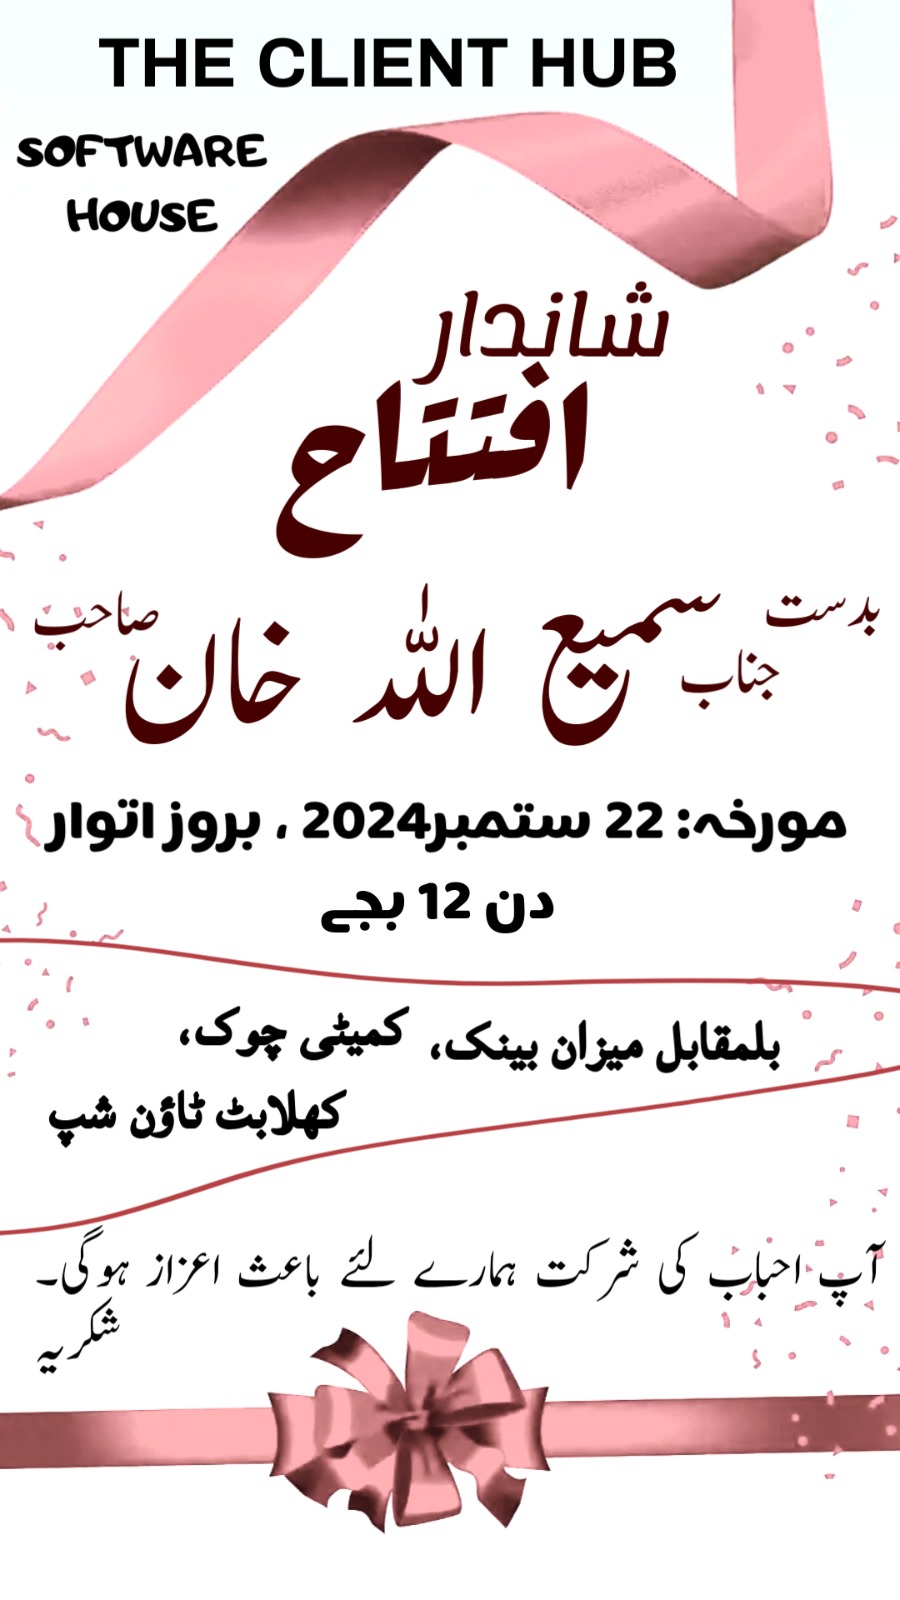 THE CLIENT HUB
SOFTWARE
HOUSE
شاندار
افتتاح
بدست
جناب سمیع اللہ خان صاحب
مورخہ: 22 ستمبر2024 ، بروز اتوار
دن 12 بجے
بلمقابل میزان بینک، کمیٹی چوک،
کھلابٹ ٹاؤن شپ
آپ احباب کی شرکت ہمارے لئے باعث اعزاز ہوگی۔
شکریہ